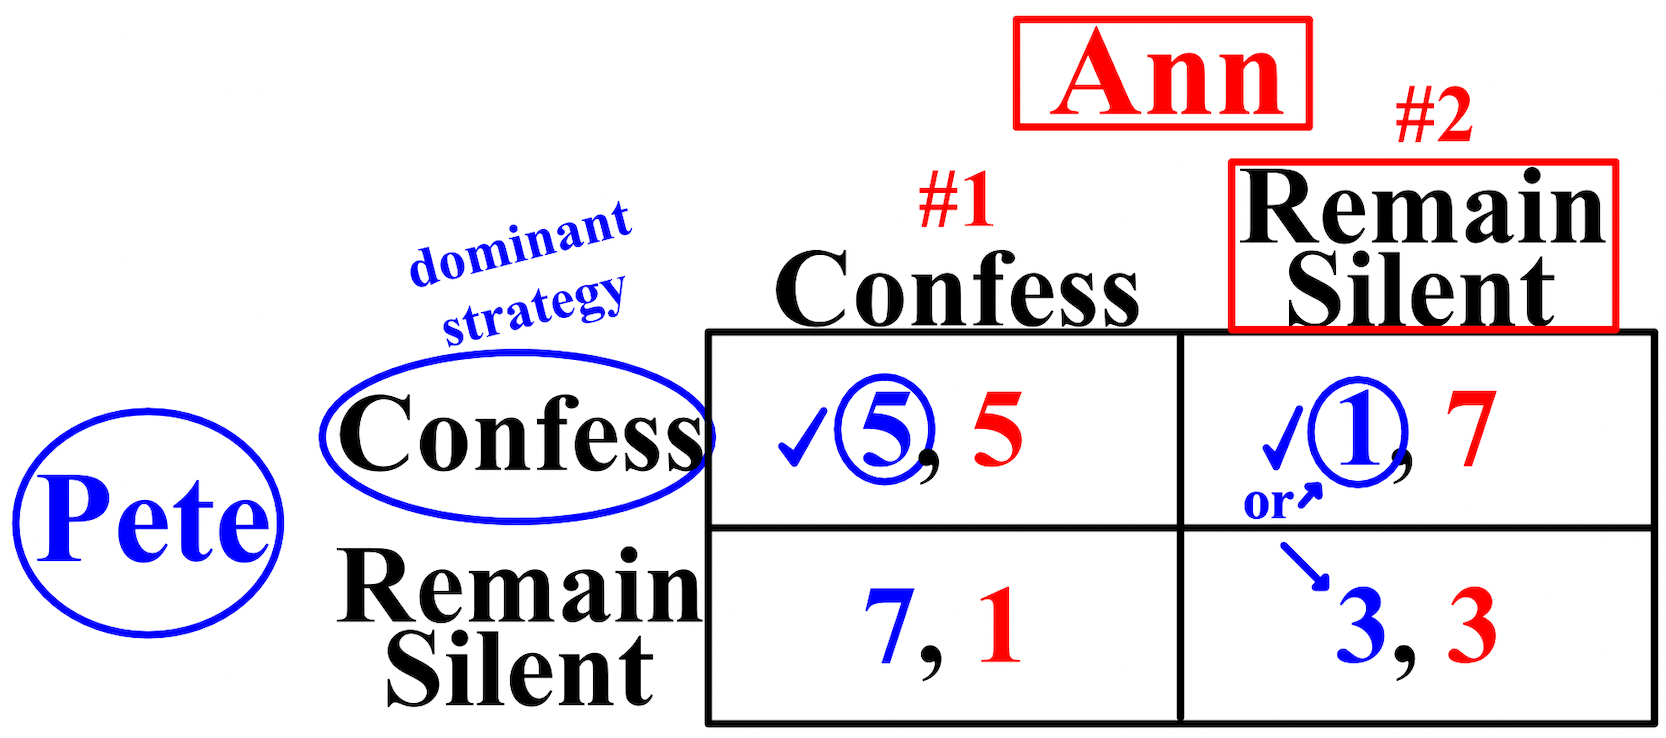 Ann
#2
#1
Remain
Silent
dominant
strategy
Confess
Confess
5, 5
1, 7
or
Pete
Remain
Silent
7, 1
3, 3